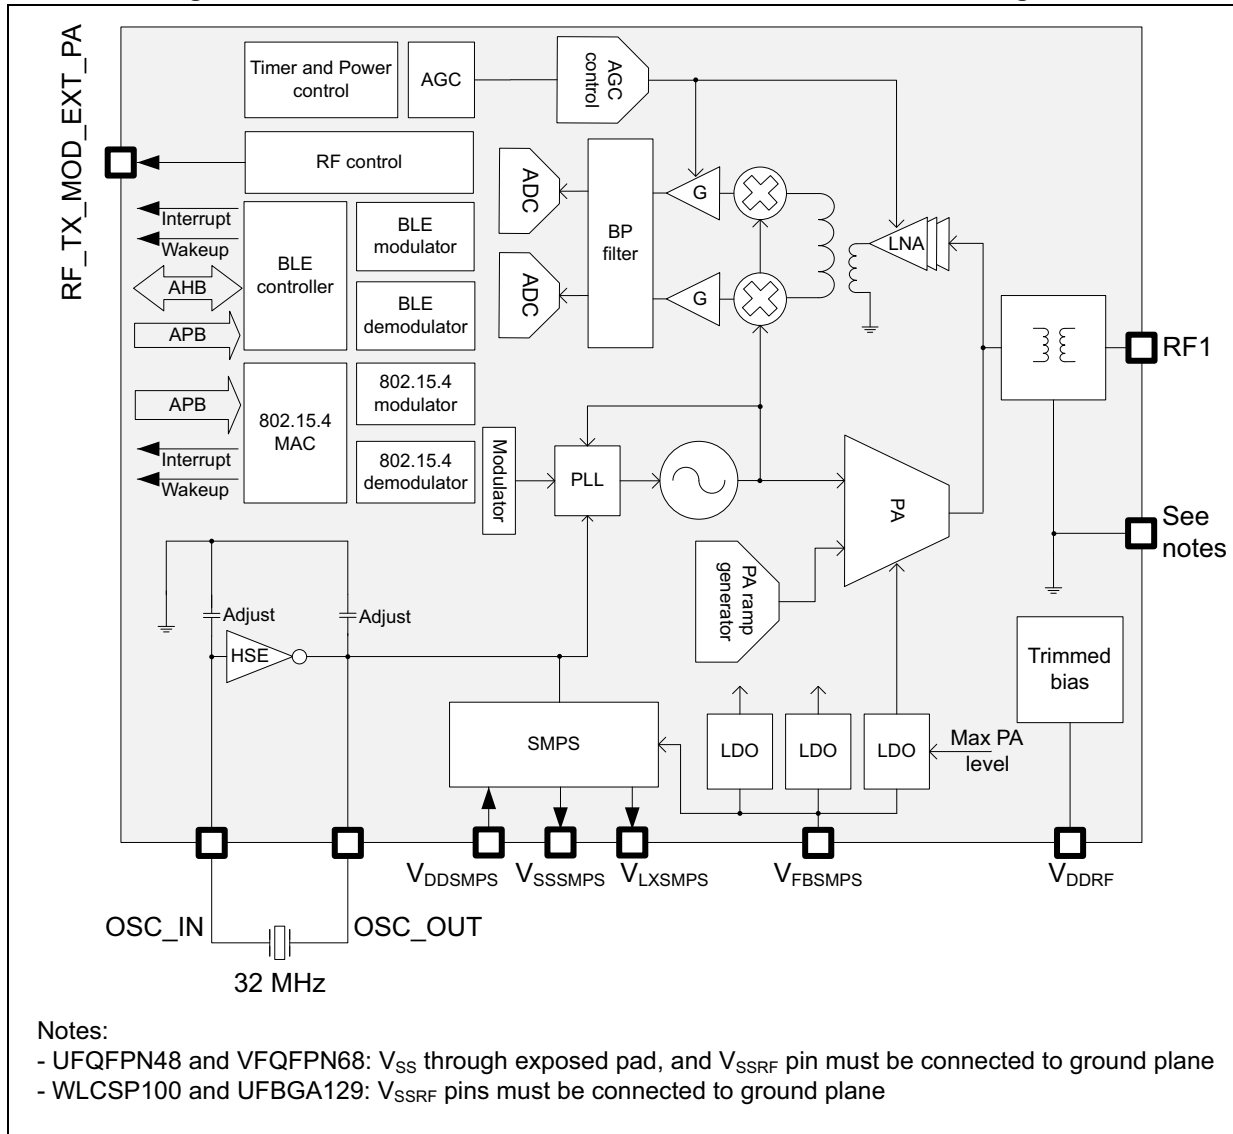 RF_TX_MOD_EXT_PA
Timer and Power
control
AGC
AGC
control
RF control
ADC
BP
filter
G
LNA
Interrupt
Wakeup
AHB
APB
BLE
controller
BLE
modulator
BLE
demodulator
ADC
G
RF1
APB
Interrupt
Wakeup
802.15.4
MAC
802.15.4
modulator
802.15.4
demodulator
Modulator
PLL
PA
See
notes
Adjust
Adjust
HSE
PA ramp
generator
Trimmed
bias
SMPS
LDO
LDO
LDO
Max PA
level
VDDSMPS
VSSSMPS
VLXSMPS
VFBSMPS
VDDRF
OSC_IN
OSC_OUT
32 MHz
Notes:
- UFQFPN48 and VFQFPN68: VSS through exposed pad, and VSSRF pin must be connected to ground plane
- WLCSP100 and UFBGA129: VSSRF pins must be connected to ground plane